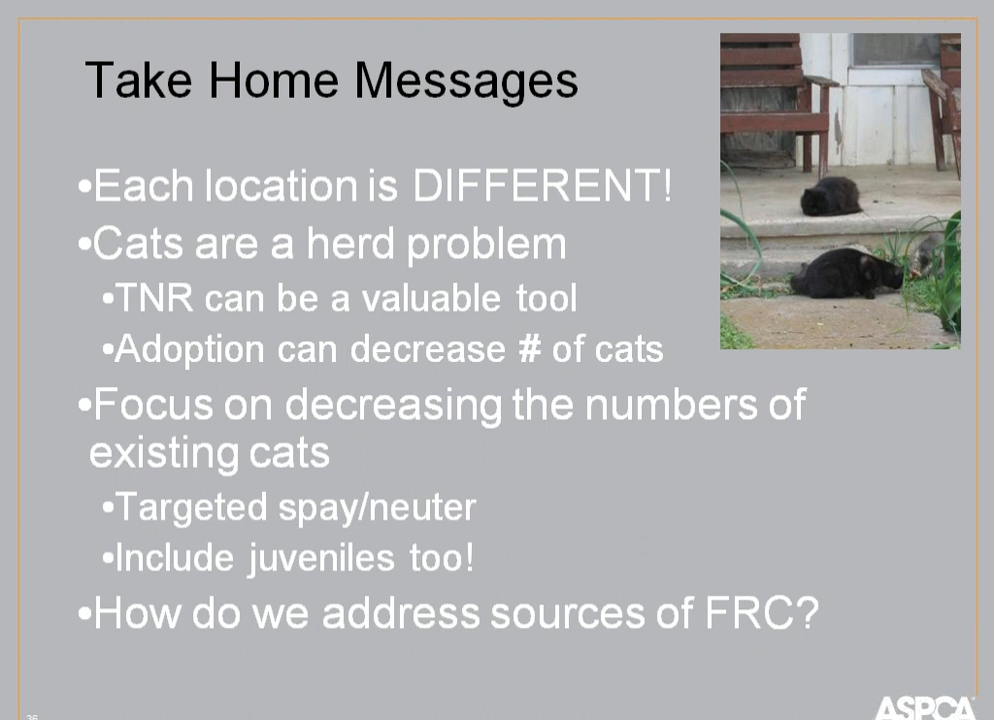 Take Home Messages
•Each location is DIFFERENT!
•Cats are a herd problem
•TNR can be a valuable tool
•Adoption can decrease # of cats
•Focus on decreasing the numbers of
existing cats
•Targeted spay/neuter
•Include juveniles too!
•How do we address sources of FRC?
36
ASPCA